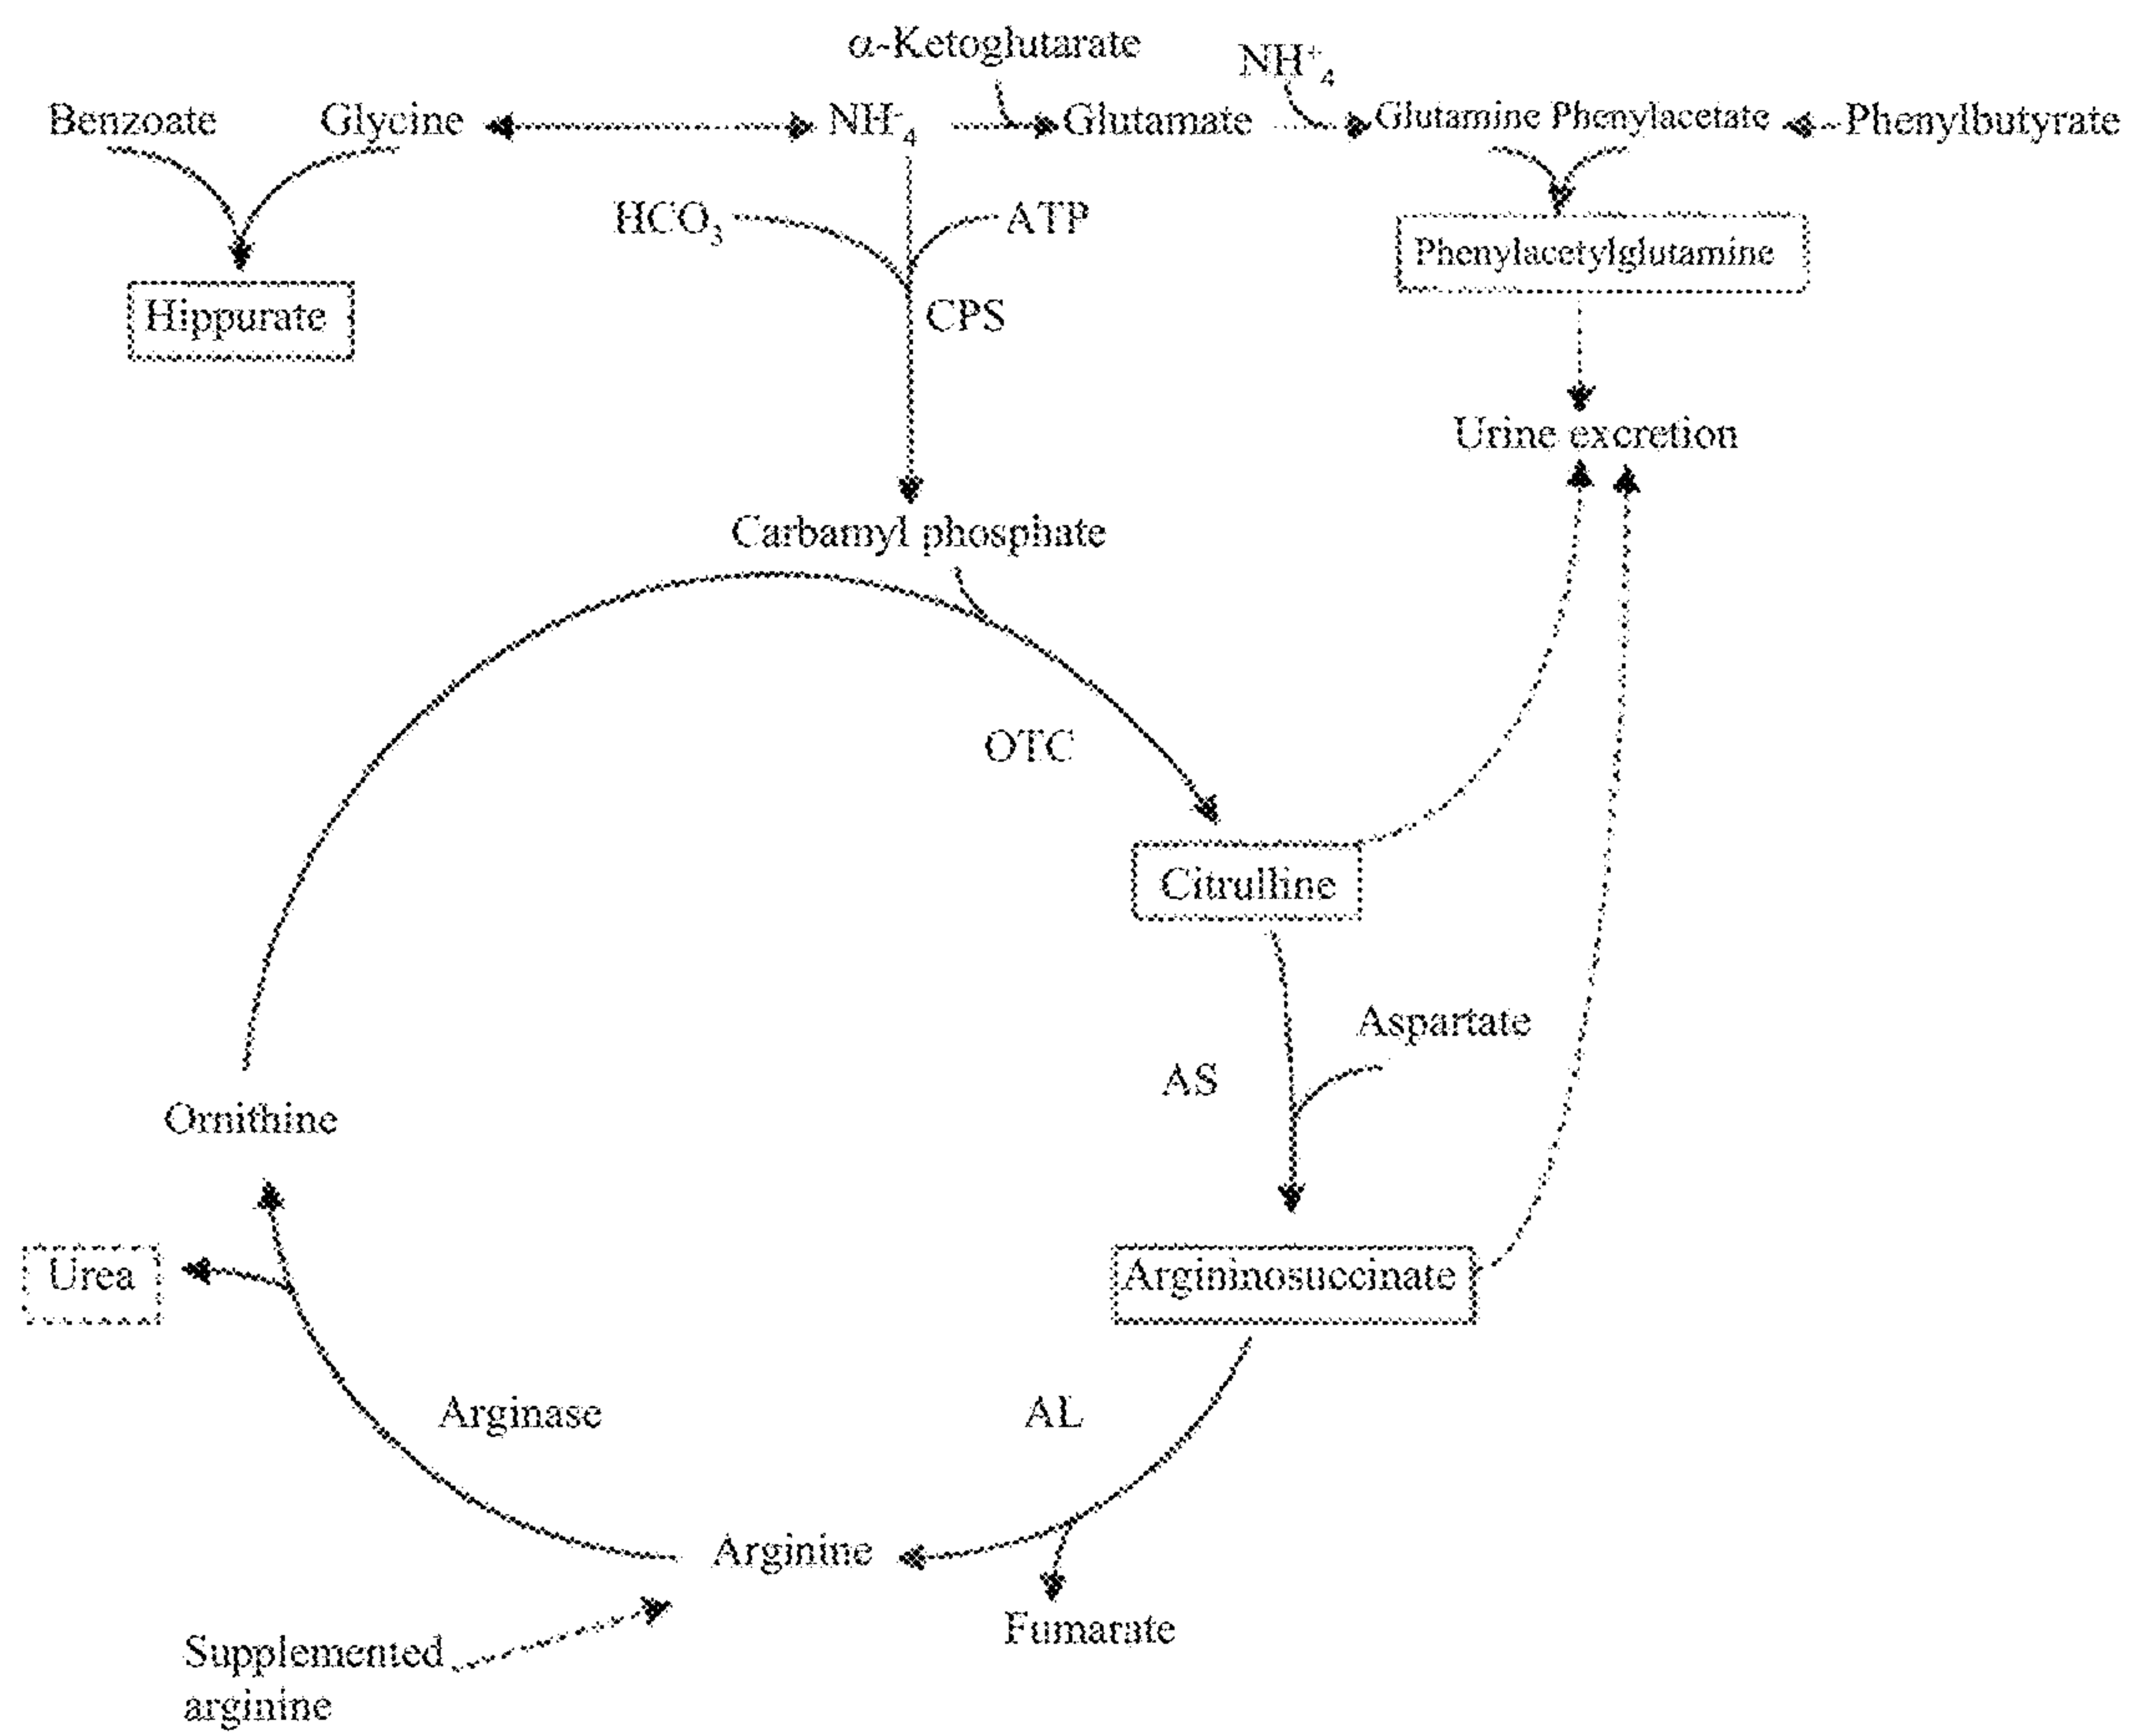 α-Ketoglutarate
NH⁺₄
Benzoate
Glycine
NH⁻₄
Glutamate
Glutamine Phenylacetate
Phenylbutyrate
HCO₃
ATP
Phenylacetylglutamine
Hippurate
CPS
Urine excretion
Carbamyl phosphate
OTC
Citrulline
Aspartate
AS
Ornithine
Urea
Argininosuccinate
Arginase
AL
Arginine
Fumarate
Supplemented
arginine